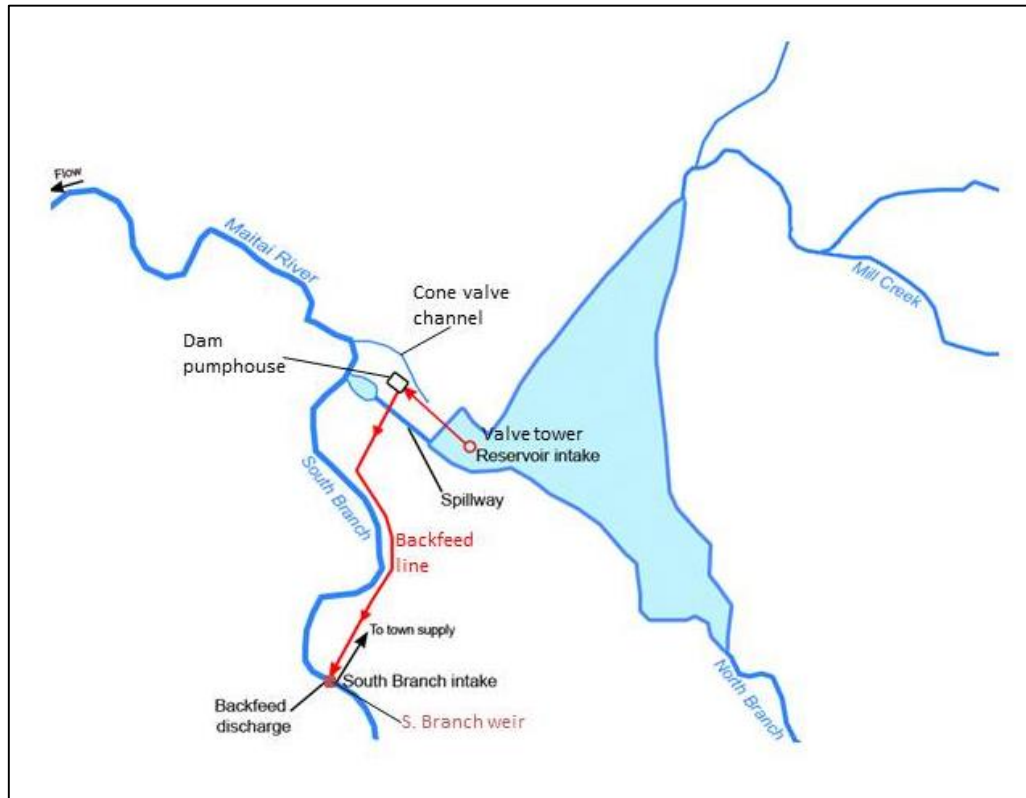 Flow
Maitai River
Cone valve
channel
Mill Creek
Dam
pumphouse
Valve tower
Reservoir intake
South Branch
Spillway
Backfeed
line
To town supply
North Branch
South Branch intake
Backfeed
discharge
S. Branch weir